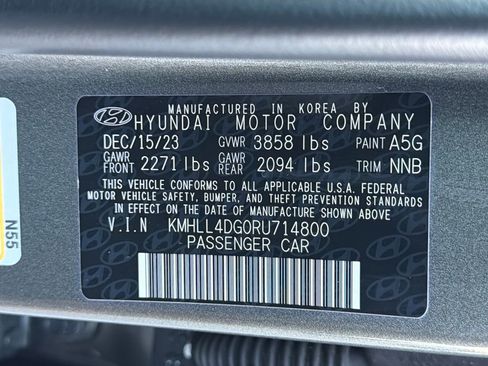 MANUFACTURED IN KOREA BY
HYUNDAI MOTOR COMPANY
DEC/15/23 GVWR 3858 lbs PAINT A5G
GAWR FRONT 2271 lbs GAWR REAR 2094 lbs TRIM NNB
THIS VEHICLE CONFORMS TO ALL APPLICABLE U.S.A. FEDERAL
MOTOR VEHICLE SAFETY, BUMPER, AND THEFT PREVENTION STANDARDS
IN EFFECT ON THE DATE OF MANUFACTURE SHOWN ABOVE.
V.I.N KMHLL4DG0RU714800
PASSENGER CAR
N55